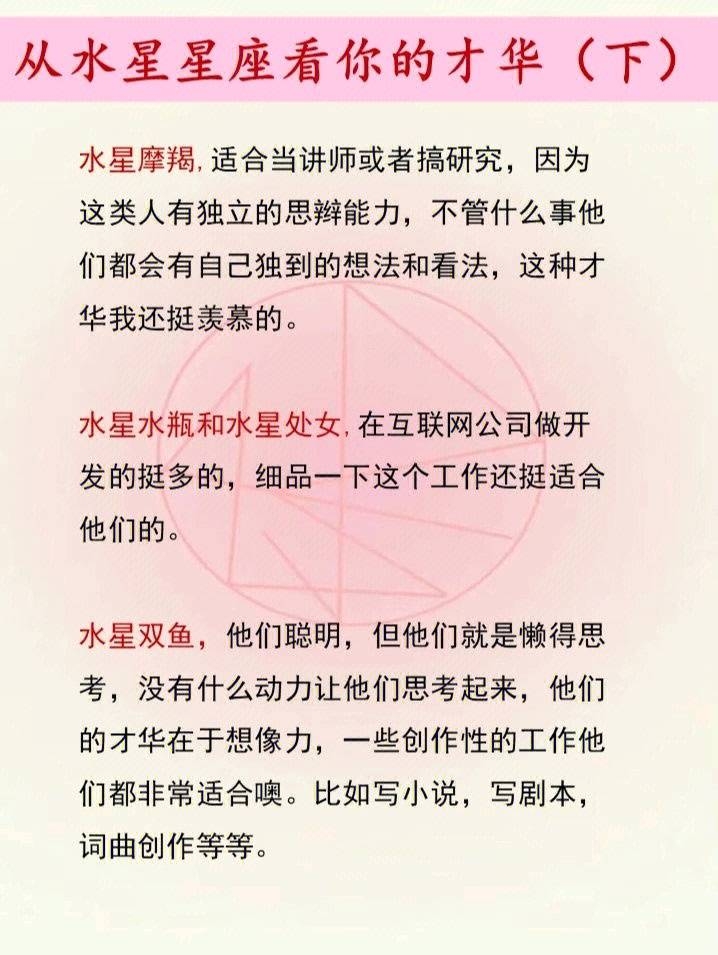 从水星星座看你的才华（下）
水星摩羯,适合当讲师或者搞研究，因为
这类人有独立的思辩能力，不管什么事他
们都会有自己独到的想法和看法，这种才
华我还挺羡慕的。
水星水瓶和水星处女,在互联网公司做开
发的挺多的，细品一下这个工作还挺适合
他们的。
水星双鱼，他们聪明，但他们就是懒得思
考，没有什么动力让他们思考起来，他们
的才华在于想像力，一些创作性的工作他
们都非常适合噢。比如写小说，写剧本，
词曲创作等等。